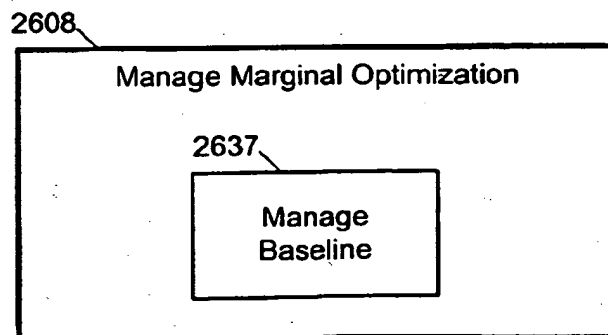 2608
Manage Marginal Optimization
2637
Manage
Baseline